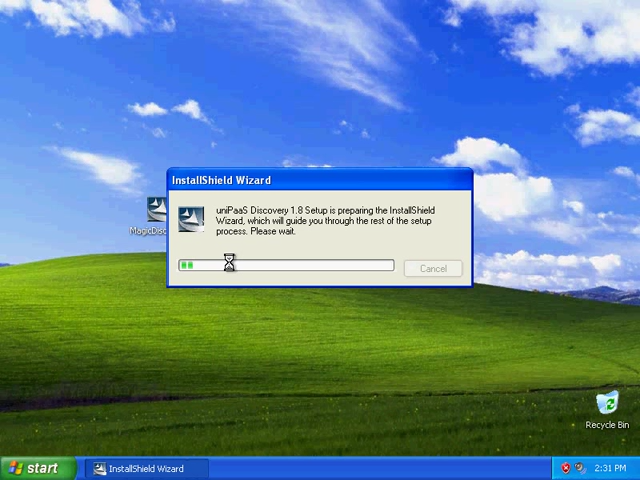 InstallShield Wizard
uniPaaS Discovery 1.8 Setup is preparing the InstallShield
Wizard, which will guide you through the rest of the setup
process. Please wait.
Cancel
Recycle Bin
start
InstallShield Wizard
2:31 PM